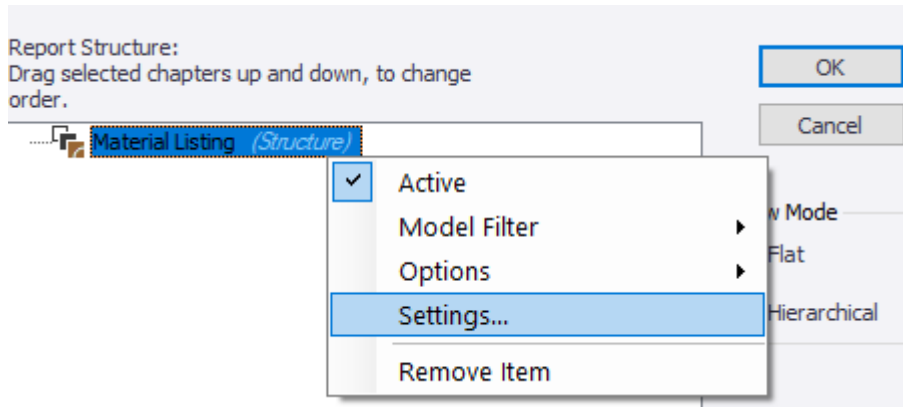 Report Structure:
Drag selected chapters up and down, to change
order.
OK
Cancel
Material Listing (Structure)
Active
Model Filter
Options
Settings...
Remove Item
w Mode
Flat
Hierarchical